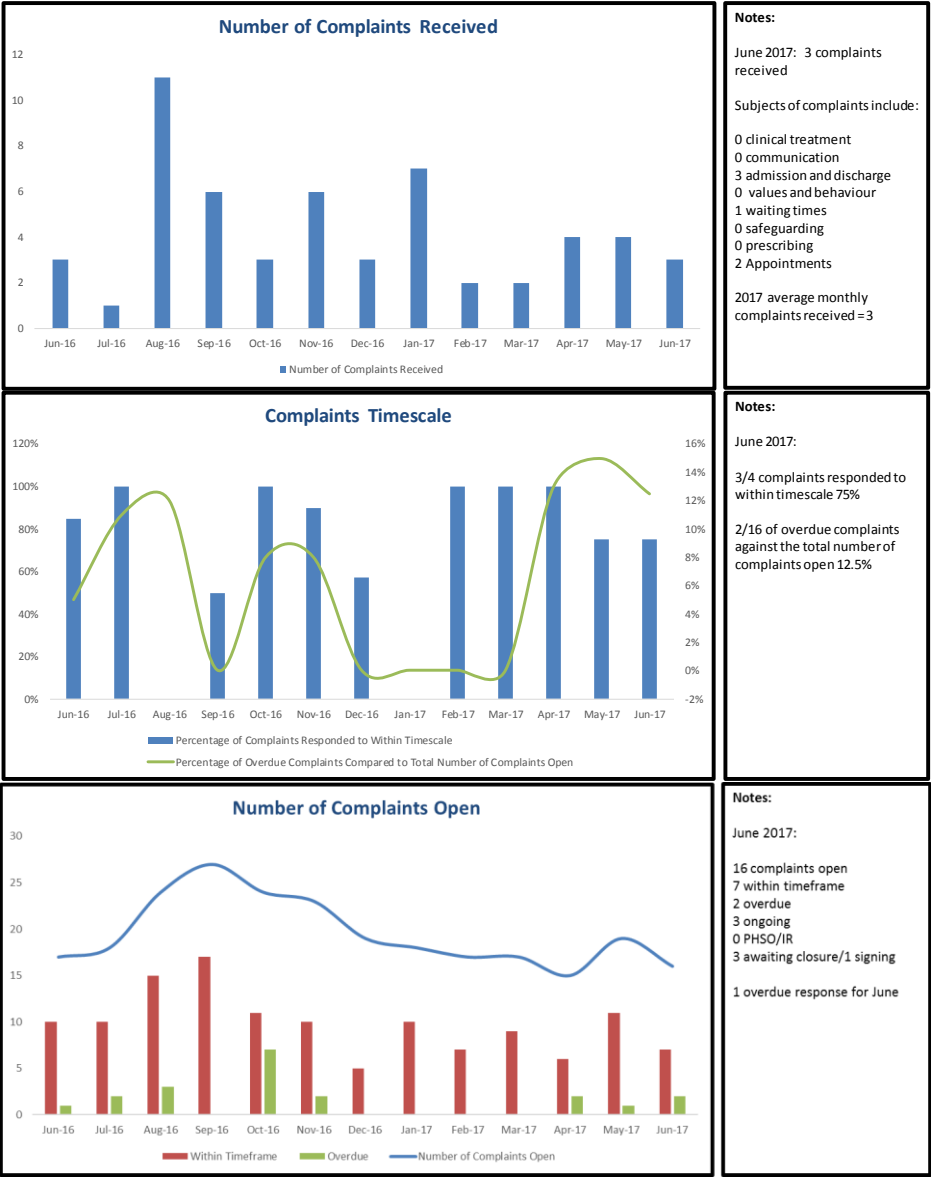 Number of Complaints Received
12
10
8
6
4
2
0
Jun-16 Jul-16 Aug-16 Sep-16 Oct-16 Nov-16 Dec-16 Jan-17 Feb-17 Mar-17 Apr-17 May-17 Jun-17
Number of Complaints Received
Notes:
June 2017: 3 complaints
received
Subjects of complaints include:
0 clinical treatment
0 communication
3 admission and discharge
0 values and behaviour
1 waiting times
0 safeguarding
0 prescribing
2 Appointments
2017 average monthly
complaints received =3
Complaints Timescale
120%
100%
80%
60%
40%
20%
0%
16%
14%
12%
10%
8%
6%
4%
2%
0%
-2%
Jun-16 Jul-16 Aug-16 Sep-16 Oct-16 Nov-16 Dec-16 Jan-17 Feb-17 Mar-17 Apr-17 May-17 Jun-17
Percentage of Complaints Responded to Within Timescale
Percentage of Overdue Complaints Compared to Total Number of Complaints Open
Notes:
June 2017:
3/4 complaints responded to
within timescale 75%
2/16 of overdue complaints
against the total number of
complaints open 12.5%
Number of Complaints Open
30
25
20
15
10
5
0
Jun-16 Jul-16 Aug-16 Sep-16 Oct-16 Nov-16 Dec-16 Jan-17 Feb-17 Mar-17 Apr-17 May-17 Jun-17
Within Timeframe Overdue Number of Complaints Open
Notes:
June 2017:
16 complaints open
7 within timeframe
2 overdue
3 ongoing
0 PHSO/IR
3 awaiting closure/1 signing
1 overdue response for June